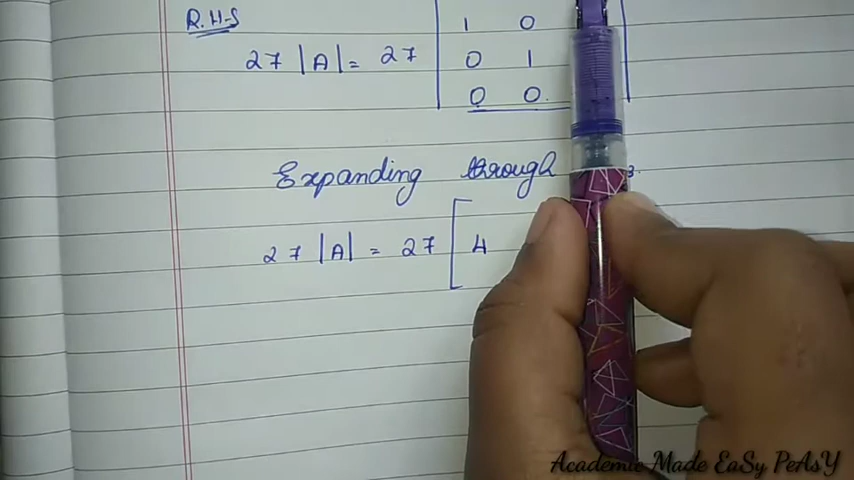 R.H.S
1 0
27 |A| = 27 0 1
0 0
Expanding through
27 |A| = 27 [ 4
Academic Made EaSy PeAsY